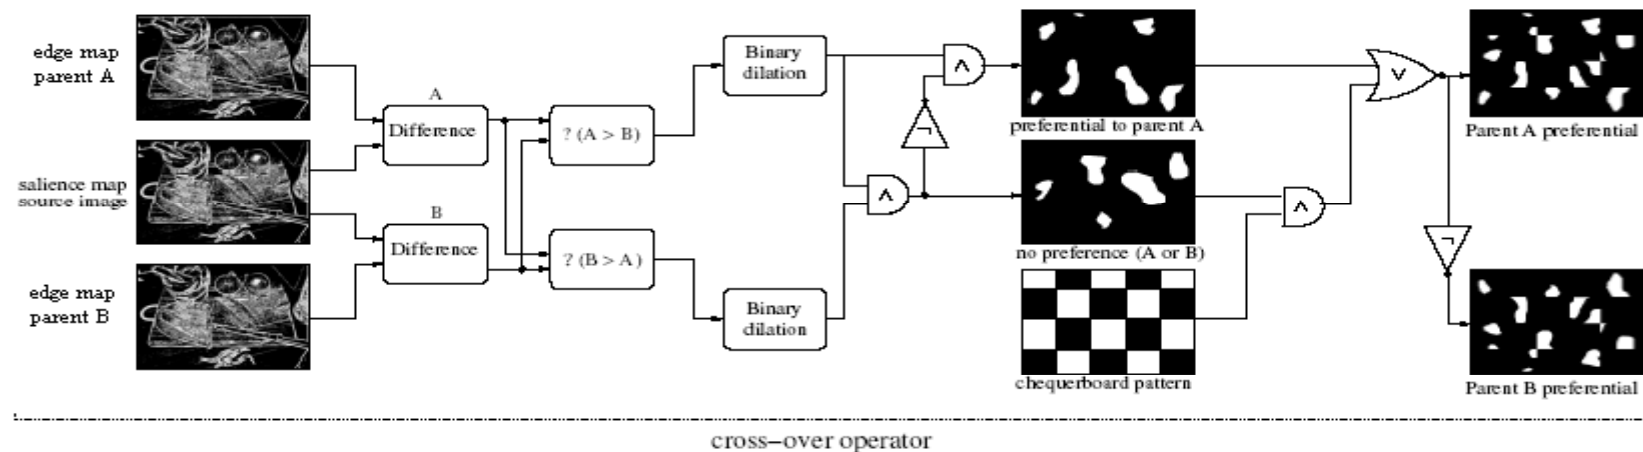 edge map
parent A
salience map
source image
edge map
parent B
A
Difference
B
Difference
? (A > B)
? (B > A)
Binary
dilation
Binary
dilation
^
¬
^
preferential to parent A
no preference (A or B)
chequerboard pattern
^
v
¬
Parent A preferential
Parent B preferential
cross-over operator